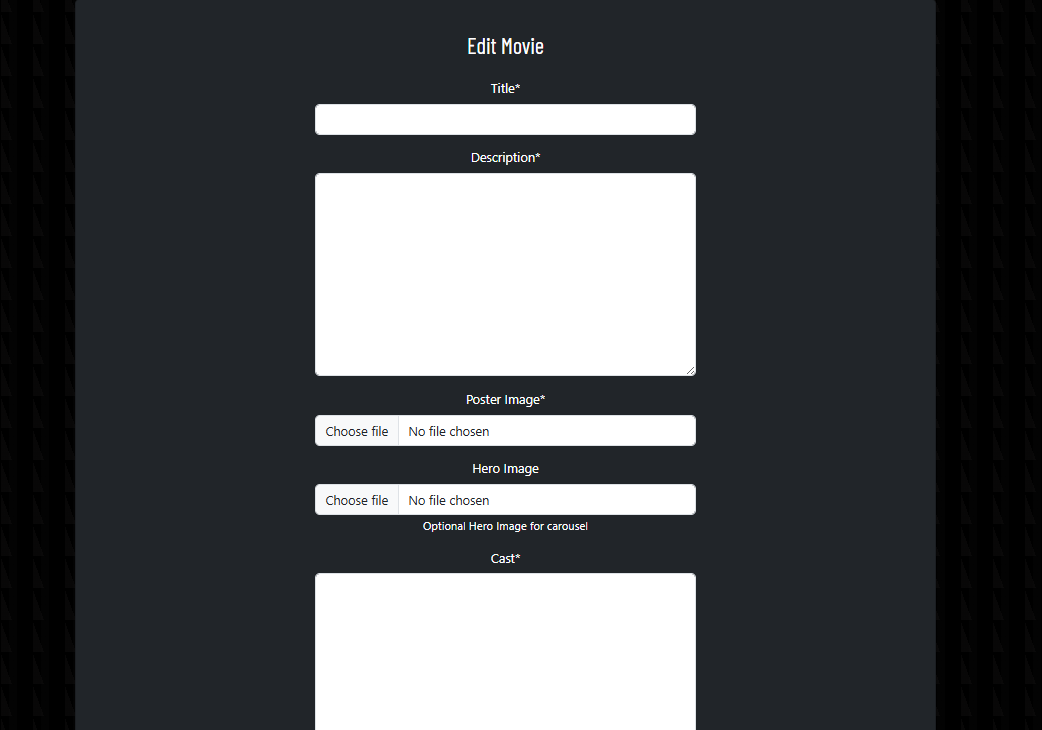 Edit Movie
Title*
Description*
Poster Image*
Choose file No file chosen
Hero Image
Choose file No file chosen
Optional Hero Image for carousel
Cast*